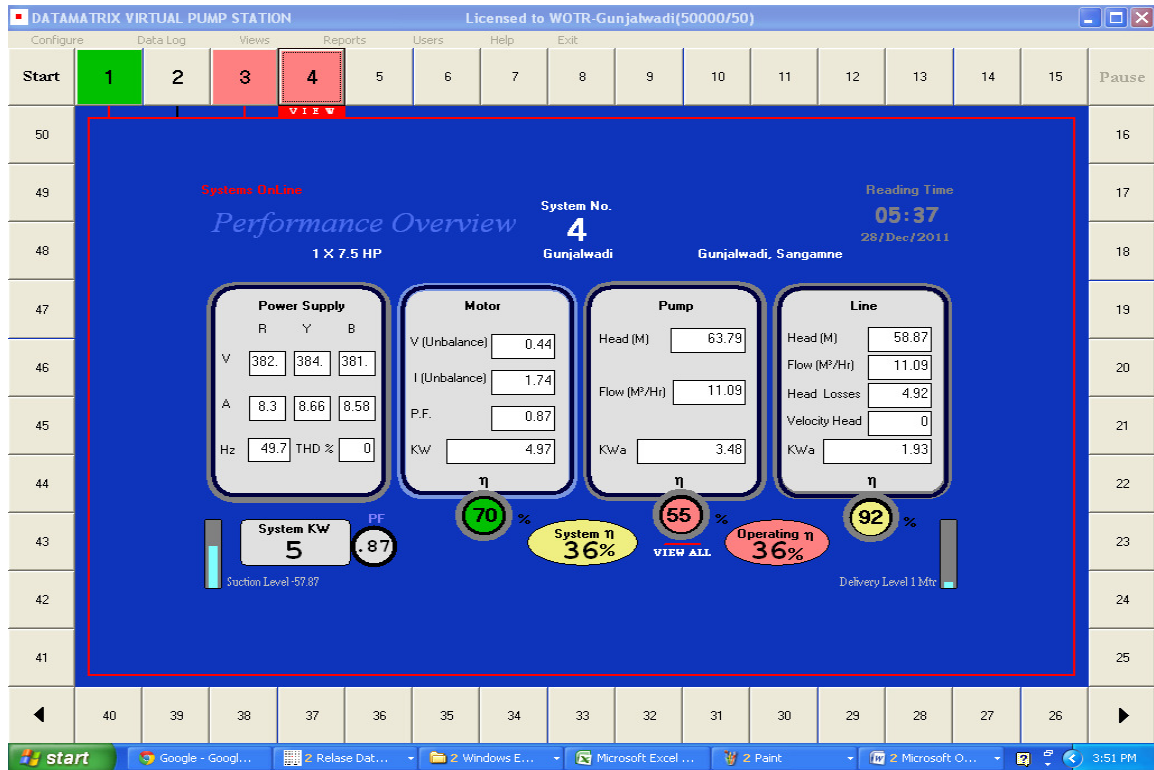 DATAMATRIX VIRTUAL PUMP STATION Licensed to WOTR-Gunjalwadi(50000/50)
Configure Data Log Views Reports Users Help Exit
Start 1 2 3 4 5 6 7 8 9 10 11 12 13 14 15 Pause
VIEW
50 16
49 17
48 18
47 19
46 20
45 21
44 22
43 23
42 24
41 25
Systems OnLine
Performance Overview
1 X 7.5 HP
System No.
4
Gunjalwadi
Gunjalwadi, Sangamne
Reading Time
05:37
28/Dec/2011
Power Supply
R Y B
V 382. 384. 381.
A 8.3 8.66 8.58
Hz 49.7 THD % 0
Motor
V (Unbalance) 0.44
I (Unbalance) 1.74
P.F. 0.87
KW 4.97
η
70 %
Pump
Head (M) 63.79
Flow (M³/Hr) 11.09
KWa 3.48
η
55 %
VIEW ALL
Line
Head (M) 58.87
Flow (M³/Hr) 11.09
Head Losses 4.92
Velocity Head 0
KWa 1.93
η
92 %
System KW
5
PF
.87
System η
36%
Operating η
36%
Suction Level -57.87
Delivery Level 1 Mtr
40 39 38 37 36 35 34 33 32 31 30 29 28 27 26
start Google - Googl... 2 Relase Dat... 2 Windows E... Microsoft Excel ... 2 Paint 2 Microsoft O... 3:51 PM